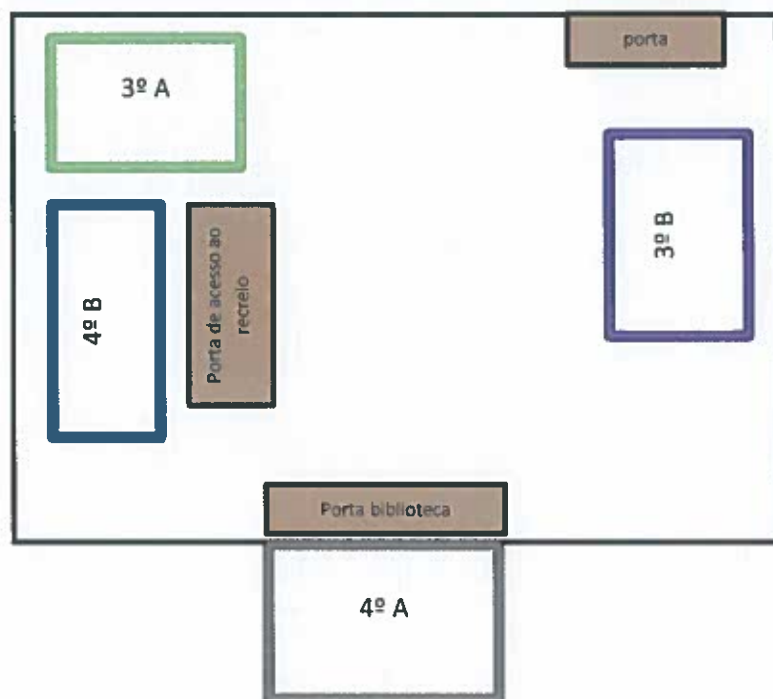 3º A
porta
3º B
4º B
Porta de acesso ao
recreio
Porta biblioteca
4º A